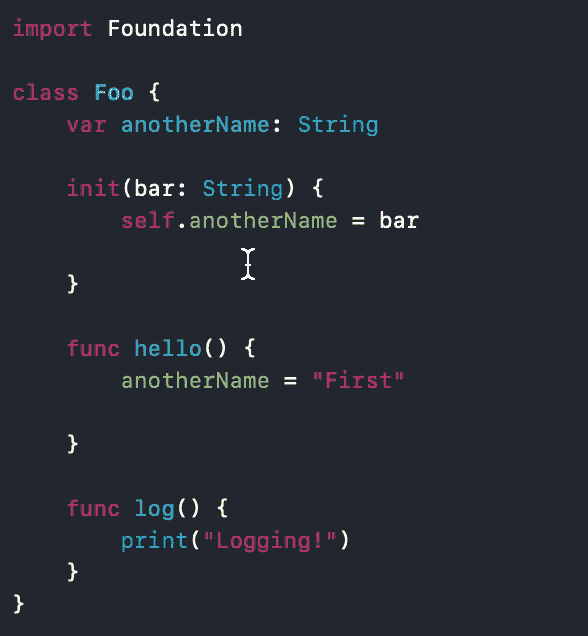 import Foundation
class Foo {
    var anotherName: String
    init(bar: String) {
        self.anotherName = bar
    }
    func hello() {
        anotherName = "First"
    }
    func log() {
        print("Logging!")
    }
}